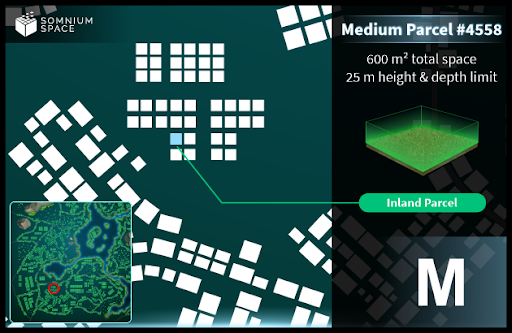 SOMNIUM
SPACE
Medium Parcel #4558
600 m² total space
25 m height & depth limit
Inland Parcel
M